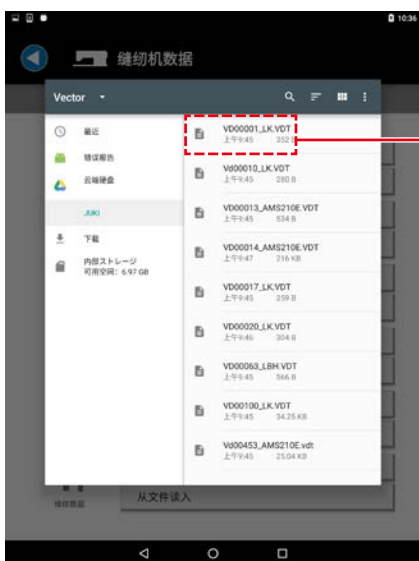 10:36
缝纫机数据
Vector
最近
错误报告
云端硬盘
JUKI
下载
内部ストレージ
可用空间：6.97 GB
VD00001_LK.VDT
上午9:45 352 B
Vd00010_LK.VDT
上午9:45 280 B
VD00013_AMS210E.VDT
上午9:45 534 B
VD00014_AMS210E.VDT
上午9:47 216 KB
VD00017_LK.VDT
上午9:45 259 B
VD00020_LK.VDT
上午9:46 304 B
VD00063_LBH.VDT
上午9:45 566 B
VD00100_LK.VDT
上午9:45 34.25 KB
Vd00453_AMS210E.vdt
上午9:45 25.04 KB
从文件读入